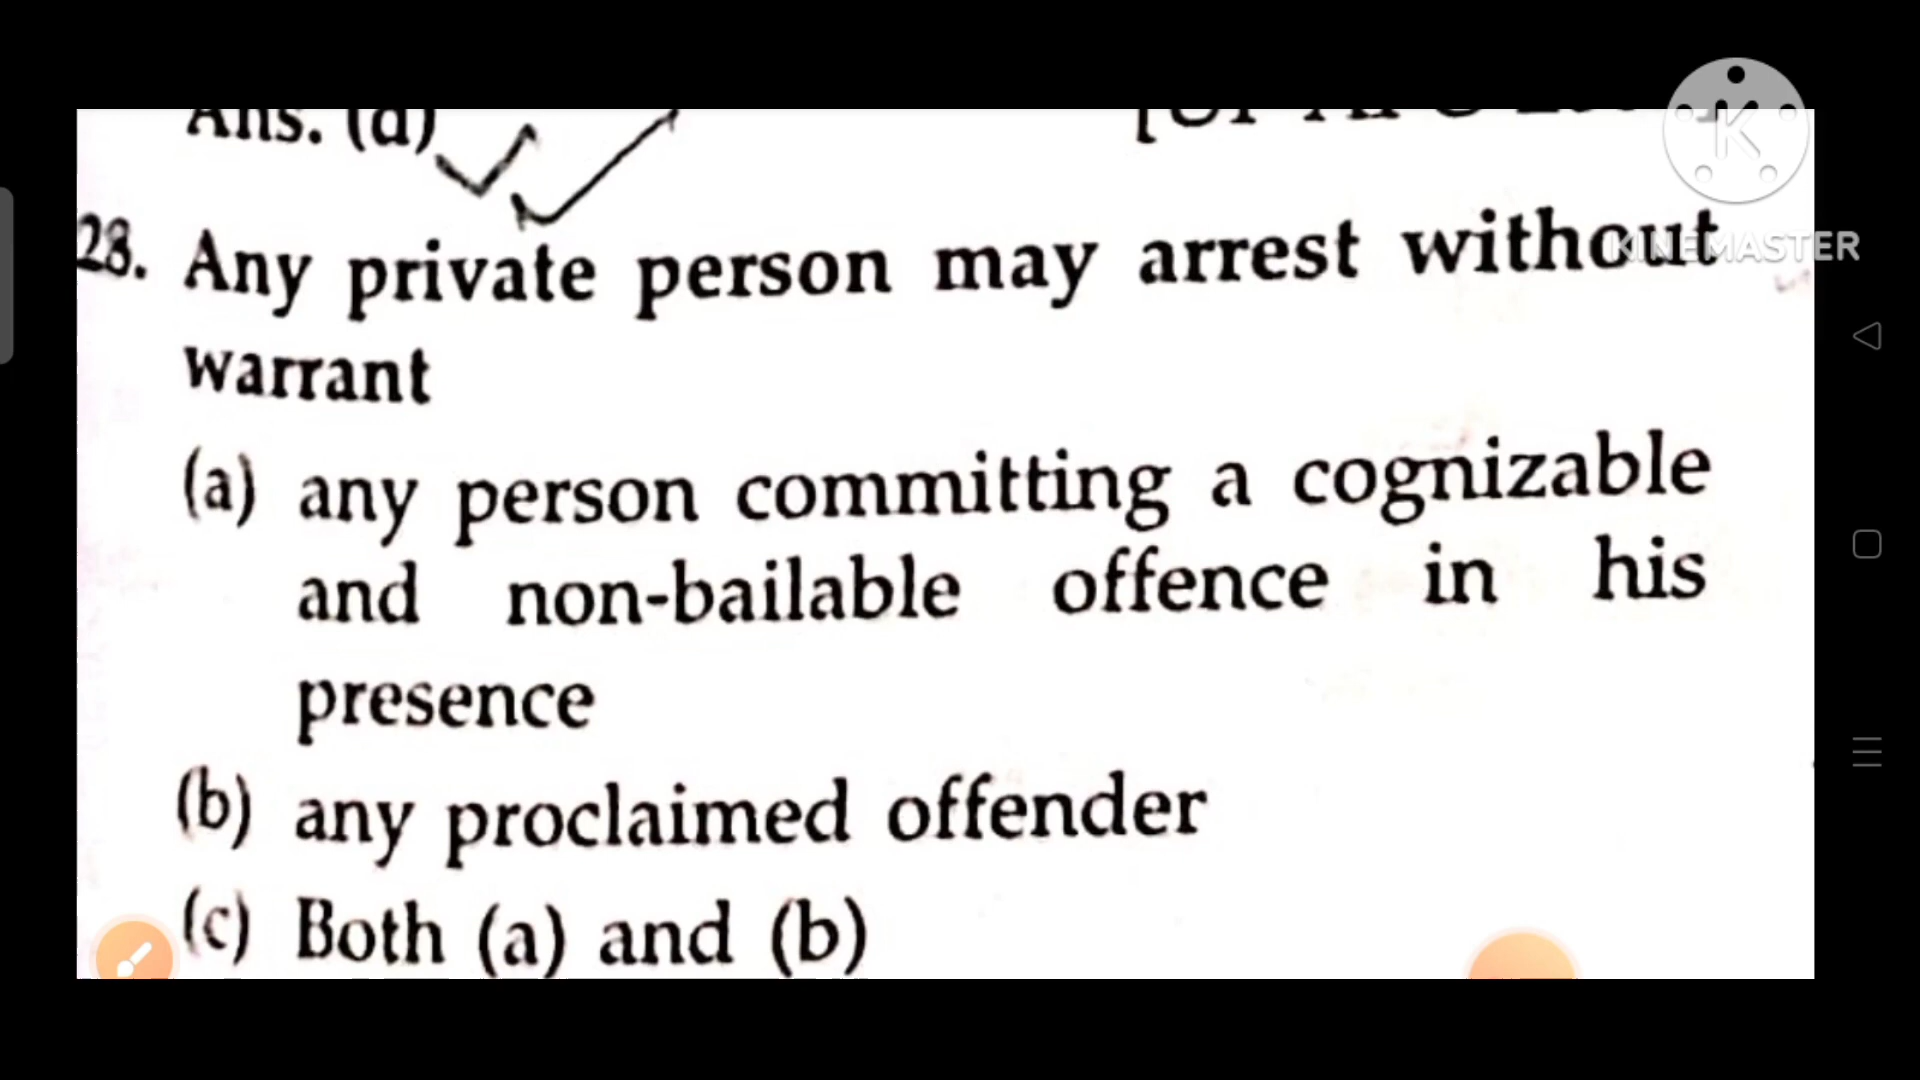 Ans. (d)
28. Any private person may arrest without
warrant
(a) any person committing a cognizable
and non-bailable offence in his
presence
(b) any proclaimed offender
(c) Both (a) and (b)
K
KINEMASTER